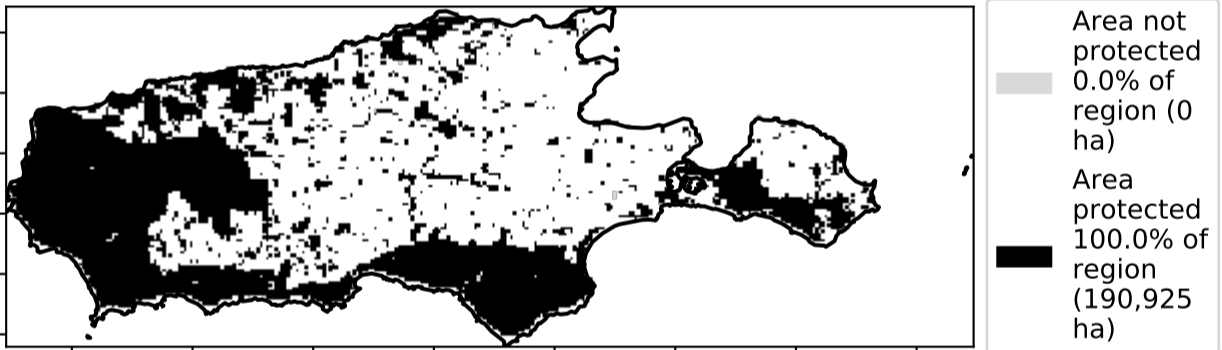 Area not
protected
0.0% of
region (0
ha)
Area
protected
100.0% of
region
(190,925
ha)